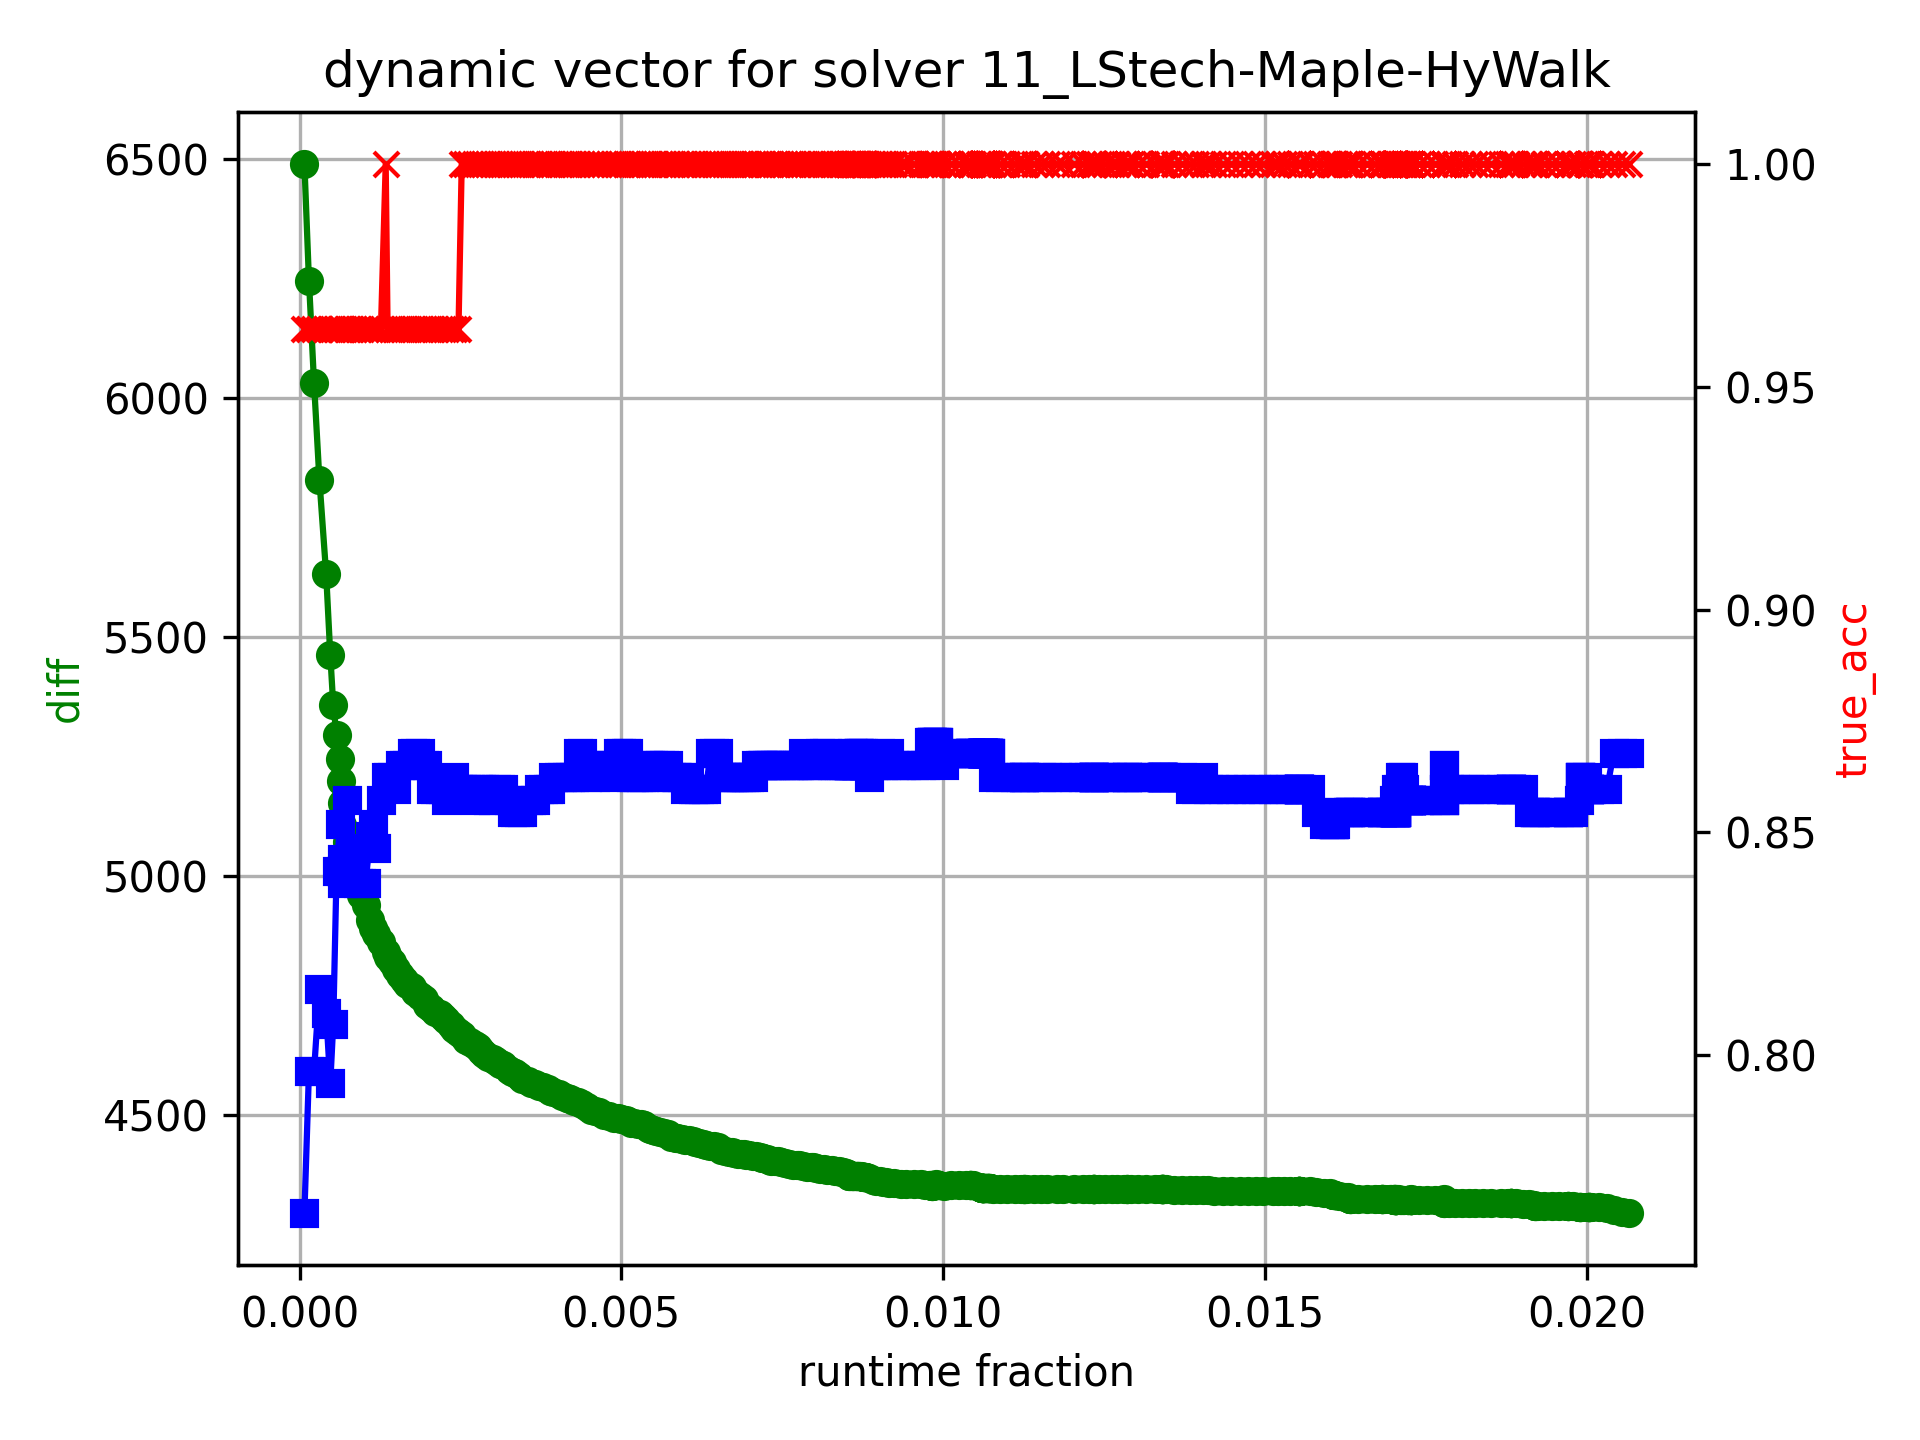 dynamic vector for solver 11_LStech-Maple-HyWalk
6500
6000
5500
5000
4500
diff
1.00
0.95
0.90
0.85
0.80
true_acc
0.000 0.005 0.010 0.015 0.020
runtime fraction